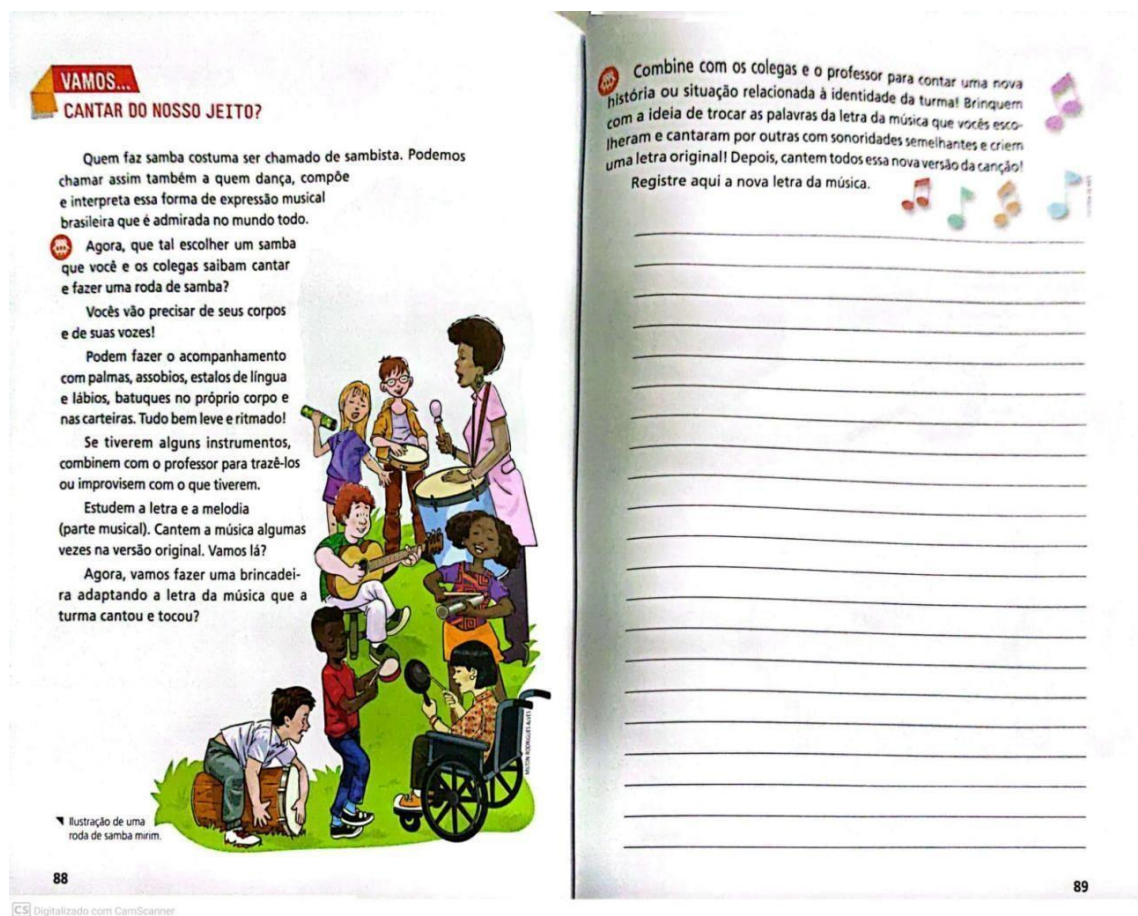 VAMOS...
CANTAR DO NOSSO JEITO?
Quem faz samba costuma ser chamado de sambista. Podemos
chamar assim também a quem dança, compõe
e interpreta essa forma de expressão musical
brasileira que é admirada no mundo todo.
Agora, que tal escolher um samba
que você e os colegas saibam cantar
e fazer uma roda de samba?
Vocês vão precisar de seus corpos
e de suas vozes!
Podem fazer o acompanhamento
com palmas, assobios, estalos de língua
e lábios, batuques no próprio corpo e
nas carteiras. Tudo bem leve e ritmado!
Se tiverem alguns instrumentos,
combinem com o professor para trazê-los
ou improvisem com o que tiverem.
Estudem a letra e a melodia
(parte musical). Cantem a música algumas
vezes na versão original. Vamos lá?
Agora, vamos fazer uma brincadei-
ra adaptando a letra da música que a
turma cantou e tocou?
MILTON RODRIGUES ALVES
Ilustração de uma
roda de samba mirim.
88
Combine com os colegas e o professor para contar uma nova
história ou situação relacionada à identidade da turma! Brinquem
com a ideia de trocar as palavras da letra da música que vocês esco-
lheram e cantaram por outras com sonoridades semelhantes e criem
uma letra original! Depois, cantem todos essa nova versão da canção!
Registre aqui a nova letra da música.
89
CS Digitalizado com CamScanner